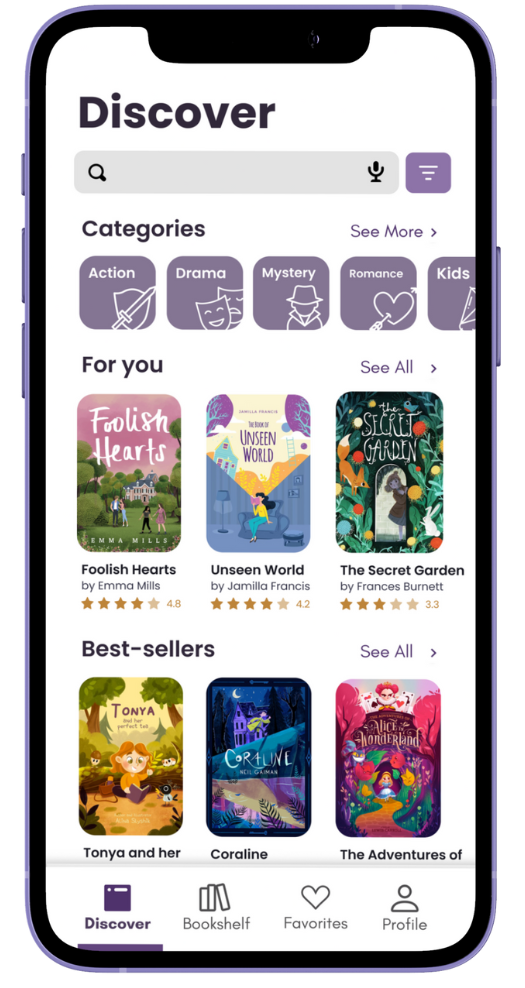 Discover
Categories
See More >
Action
Drama
Mystery
Romance
Kids
For you
See All >
Foolish
Hearts
EMMA MILLS
JAMILLA FRANCIS
THE BOOK OF
UNSEEN
WORLD
the
SECRET
GARDEN
Foolish Hearts
by Emma Mills
4.8
Unseen World
by Jamilla Francis
4.2
The Secret Garden
by Frances Burnett
3.3
Best-sellers
See All >
TONYA
and her
perfect tea
CORALINE
NEIL GAIMAN
ALICE in
Wonderland
Tonya and her
Coraline
The Adventures of
Discover
Bookshelf
Favorites
Profile